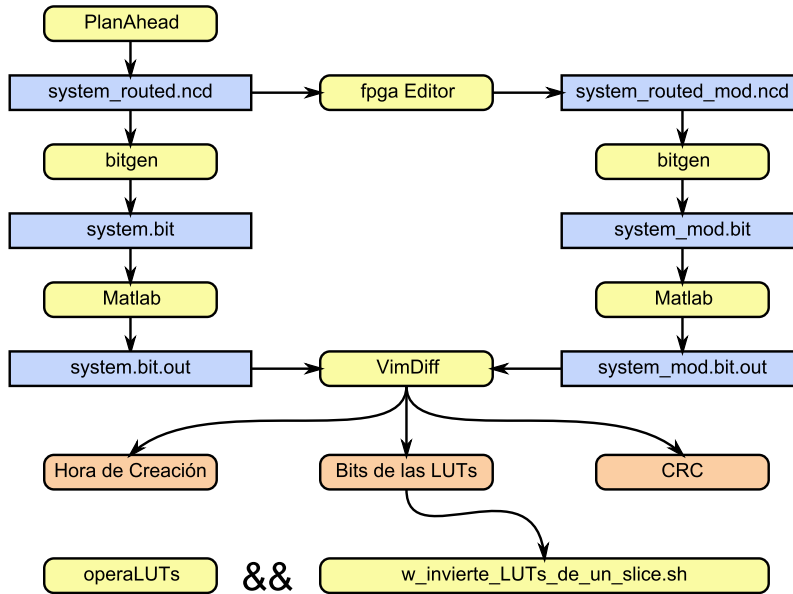 PlanAhead
system_routed.ncd
fpga Editor
system_routed_mod.ncd
bitgen
bitgen
system.bit
system_mod.bit
Matlab
Matlab
system.bit.out
VimDiff
system_mod.bit.out
Hora de Creación
Bits de las LUTs
CRC
operaLUTs
&&
w_invierte_LUTs_de_un_slice.sh